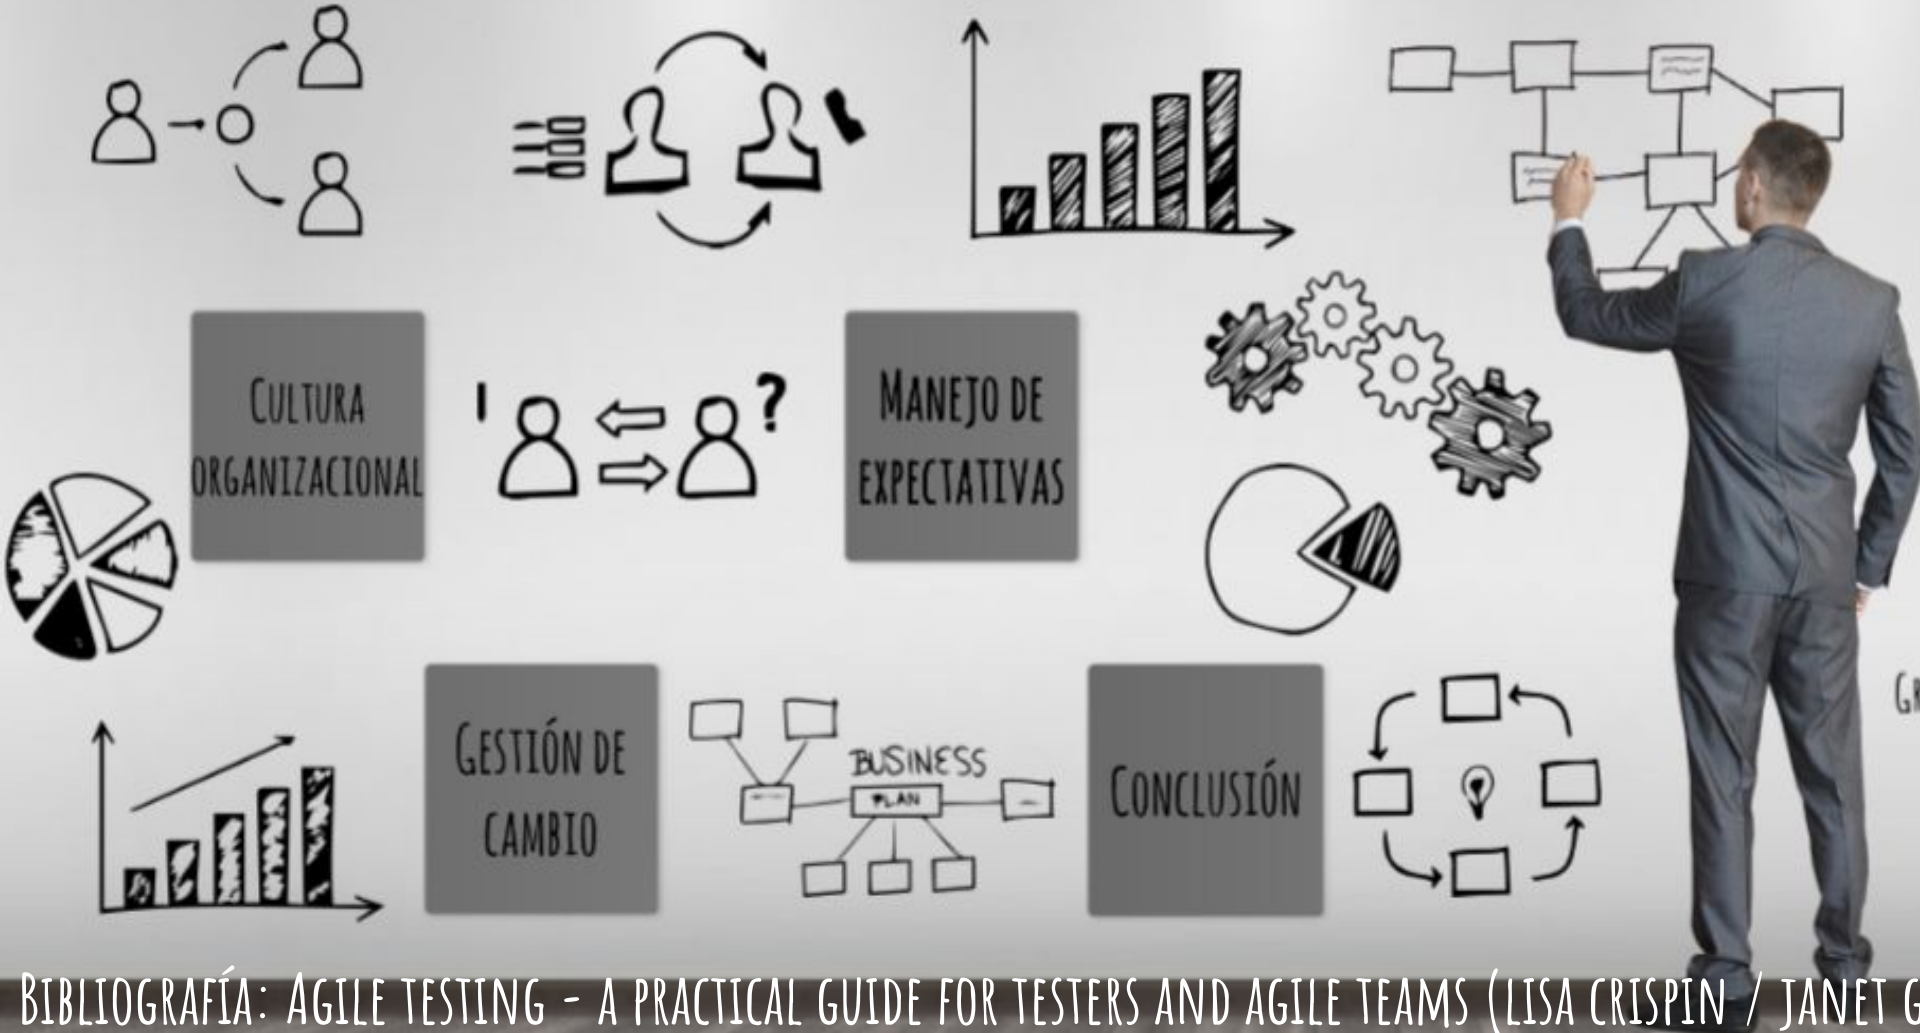 CULTURA
ORGANIZACIONAL
MANEJO DE
EXPECTATIVAS
?
GESTIÓN DE
CAMBIO
BUSINESS
PLAN
CONCLUSIÓN
BIBLIOGRAFÍA: AGILE TESTING - A PRACTICAL GUIDE FOR TESTERS AND AGILE TEAMS (LISA CRISPIN / JANET G